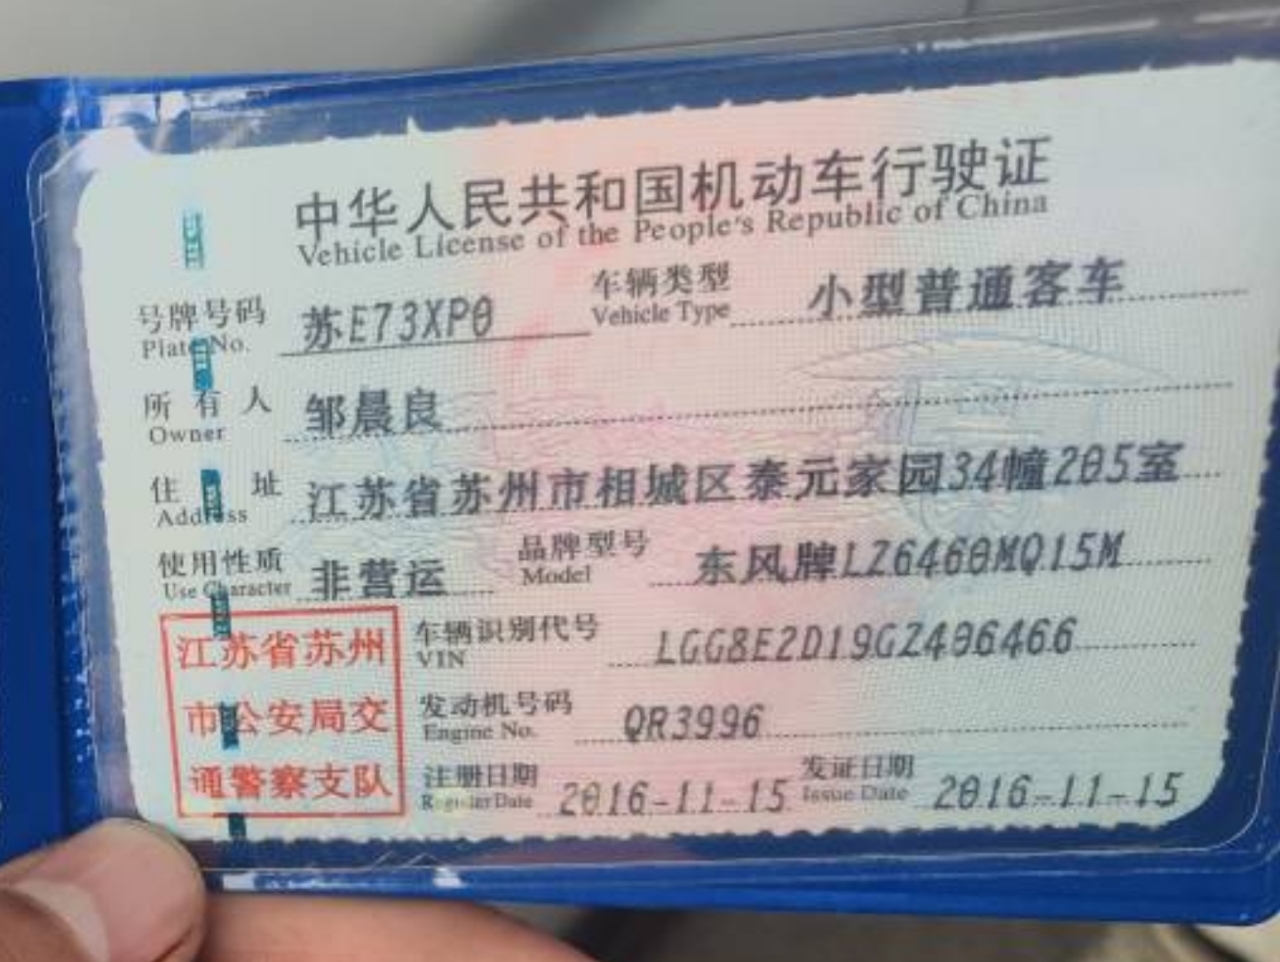 中华人民共和国机动车行驶证
Vehicle License of the People's Republic of China
号牌号码 苏E73XP0 车辆类型 小型普通客车
Plate No. Vehicle Type
所有人 邹晨良
Owner
住址 江苏省苏州市相城区泰元家园34幢205室
Address
使用性质 非营运 品牌型号 东风牌LZ6460MQ15M
Use Character Model
江苏省苏州 车辆识别代号 LGG8E2D19GZ406466
VIN
市公安局交 发动机号码 QR3996
Engine No.
通警察支队 注册日期 2016-11-15 发证日期 2016-11-15
Register Date Issue Date